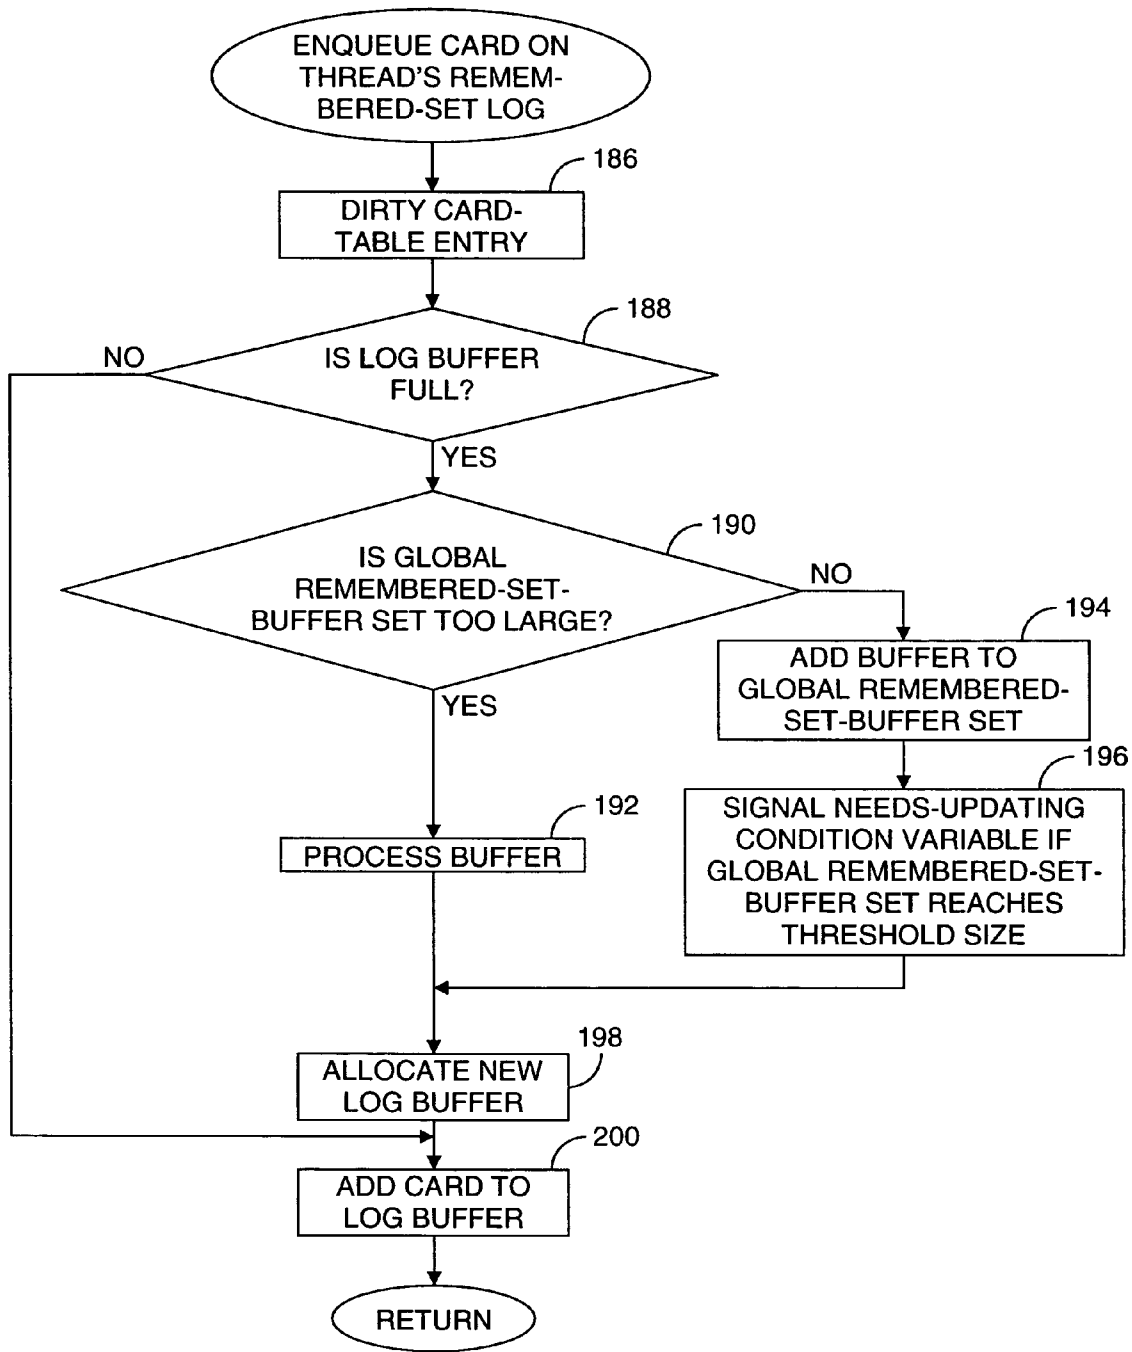 ENQUEUE CARD ON
THREAD'S REMEM-
BERED-SET LOG
186
DIRTY CARD-
TABLE ENTRY
188
NO
IS LOG BUFFER
FULL?
YES
190
IS GLOBAL
REMEMBERED-SET-
BUFFER SET TOO LARGE?
NO
194
ADD BUFFER TO
GLOBAL REMEMBERED-
SET-BUFFER SET
YES
196
SIGNAL NEEDS-UPDATING
CONDITION VARIABLE IF
GLOBAL REMEMBERED-SET-
BUFFER SET REACHES
THRESHOLD SIZE
192
PROCESS BUFFER
198
ALLOCATE NEW
LOG BUFFER
200
ADD CARD TO
LOG BUFFER
RETURN